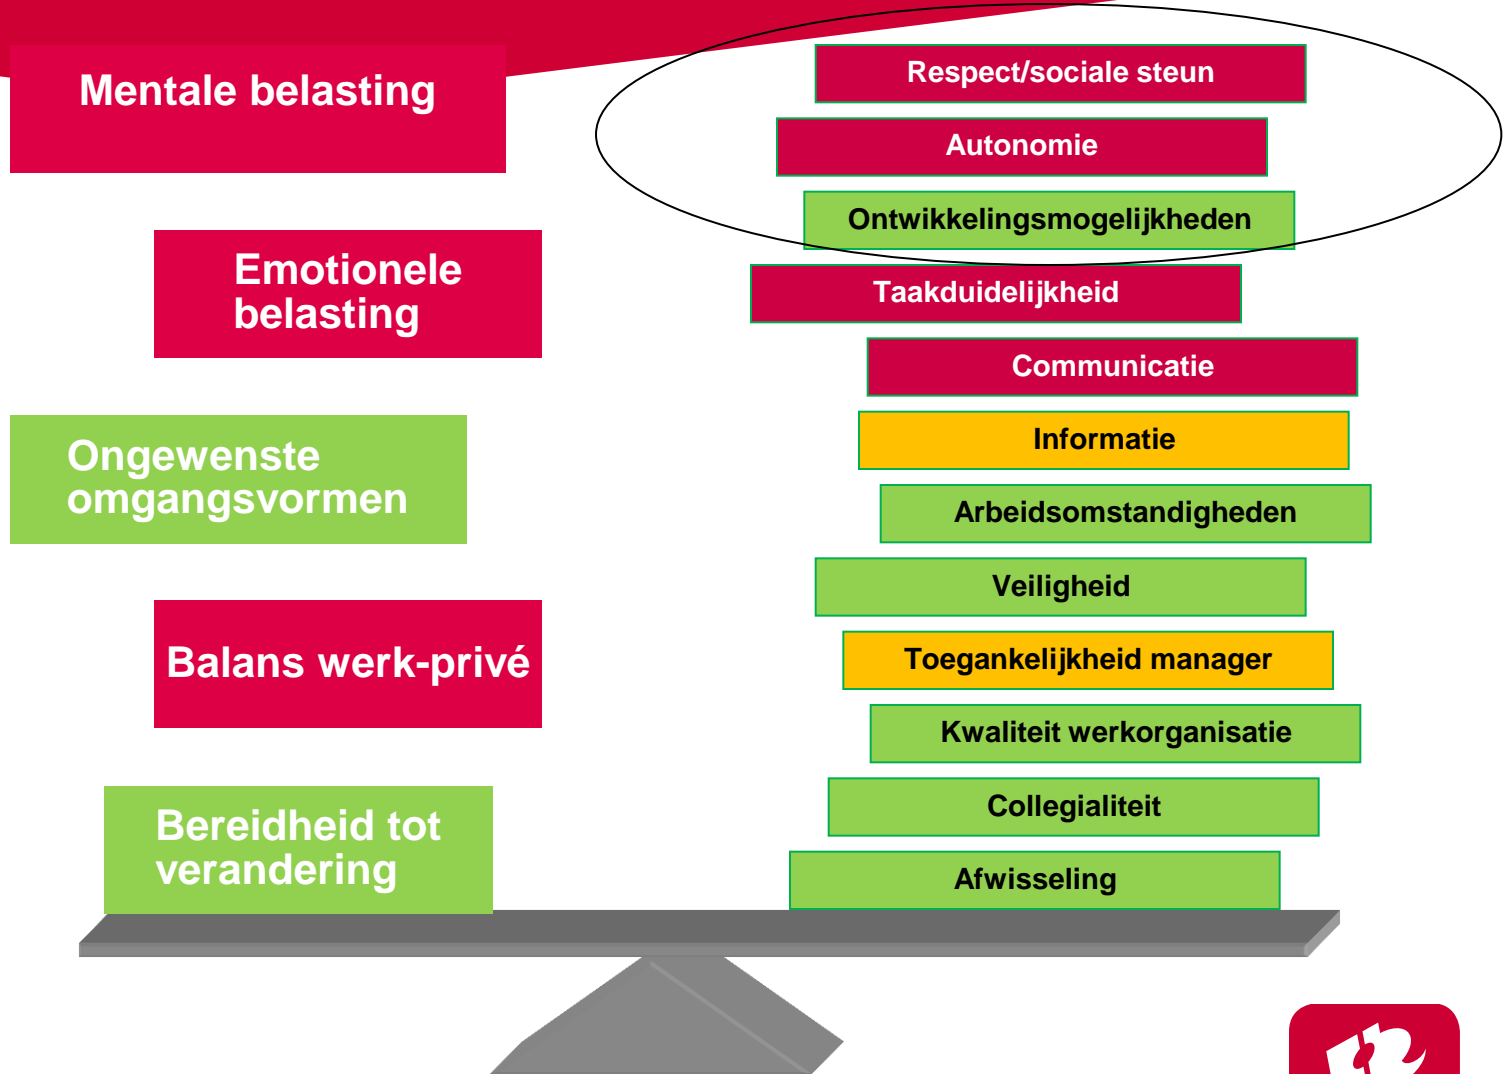 Mentale belasting
Emotionele
belasting
Ongewenste
omgangsvormen
Balans werk-privé
Bereidheid tot
verandering
Respect/sociale steun
Autonomie
Ontwikkelingsmogelijkheden
Taakduidelijkheid
Communicatie
Informatie
Arbeidsomstandigheden
Veiligheid
Toegankelijkheid manager
Kwaliteit werkorganisatie
Collegialiteit
Afwisseling